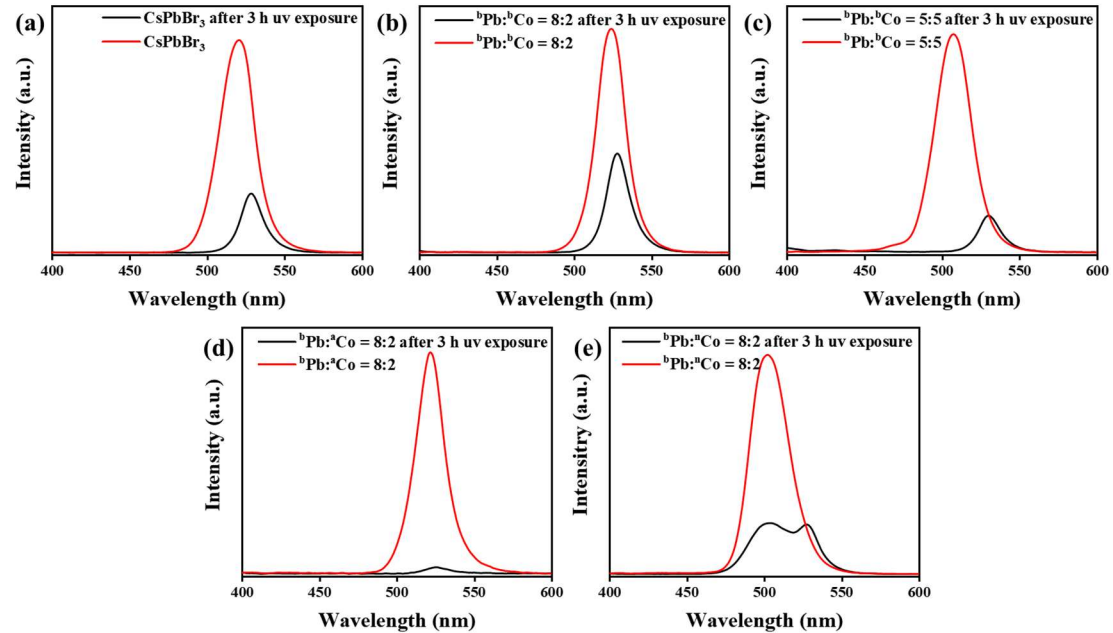 (a)
CsPbBr₃ after 3 h uv exposure
CsPbBr₃
Intensity (a.u.)
400 450 500 550 600
Wavelength (nm)
(b)
ᵇPb:ᵇCo = 8:2 after 3 h uv exposure
ᵇPb:ᵇCo = 8:2
Intensity (a.u.)
400 450 500 550 600
Wavelength (nm)
(c)
ᵇPb:ᵇCo = 5:5 after 3 h uv exposure
ᵇPb:ᵇCo = 5:5
Intensity (a.u.)
400 450 500 550 600
Wavelength (nm)
(d)
ᵇPb:ᵃCo = 8:2 after 3 h uv exposure
ᵇPb:ᵃCo = 8:2
Intensity (a.u.)
400 450 500 550 600
Wavelength (nm)
(e)
ᵇPb:ⁿCo = 8:2 after 3 h uv exposure
ᵇPb:ⁿCo = 8:2
Intensitry (a.u.)
400 450 500 550 600
Wavelength (nm)